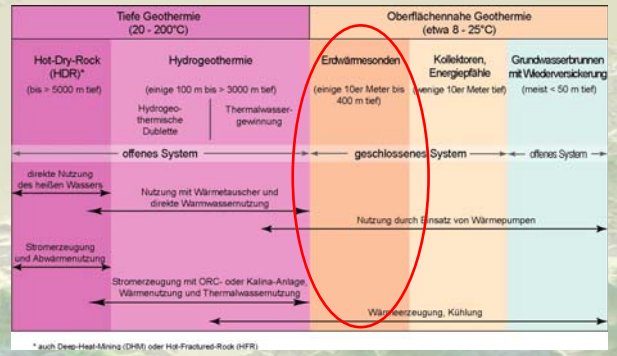 Tiefe Geothermie
(20 - 200°C)
Oberflächennahe Geothermie
(etwa 8 - 25°C)
Hot-Dry-Rock
(HDR)*
(bis > 5000 m tief)
Hydrogeothermie
(einige 100 m bis > 3000 m tief)
Hydrogeo-
thermische
Dublette
Thermalwasser-
gewinnung
Erdwärmesonden
(einige 10er Meter bis
400 m tief)
Kollektoren,
Energiepfähle
(wenige 10er Meter tief)
Grundwasserbrunnen
mit Wiederversickerung
(meist < 50 m tief)
offenes System
geschlossenes System
offenes System
direkte Nutzung
des heißen Wassers
Nutzung mit Wärmetauscher und
direkte Warmwassernutzung
Nutzung durch Einsatz von Wärmepumpen
Stromerzeugung
und Abwärmenutzung
Stromerzeugung mit ORC- oder Kalina-Anlage,
Wärmenutzung und Thermalwassernutzung
Wärmeerzeugung, Kühlung
* auch Deep-Heat-Mining (DHM) oder Hot-Fractured-Rock (HFR)